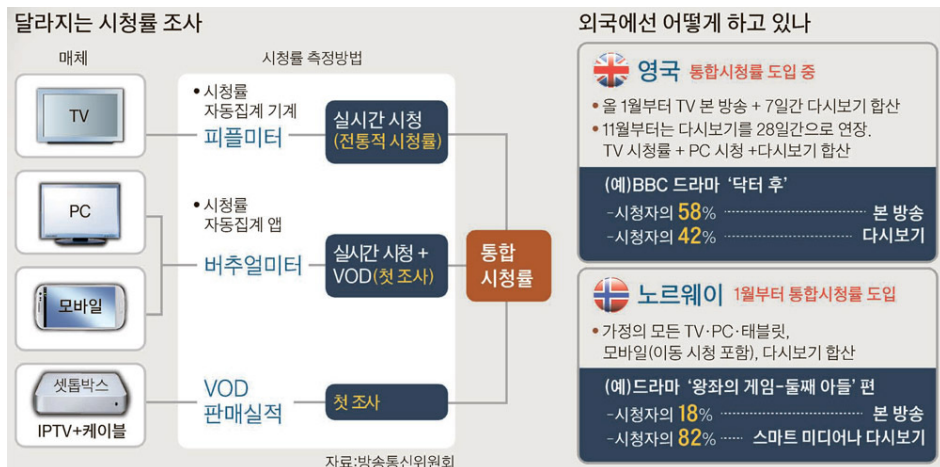 달라지는 시청률 조사
매체
시청률 측정방법
TV
• 시청률
자동집계 기계
피플미터
실시간 시청
(전통적 시청률)
PC
모바일
• 시청률
자동집계 앱
버추얼미터
실시간 시청 +
VOD(첫 조사)
통합
시청률
셋톱박스
IPTV+케이블
VOD
판매실적
첫 조사
자료:방송통신위원회
외국에선 어떻게 하고 있나
영국 통합시청률 도입 중
• 올 1월부터 TV 본 방송 + 7일간 다시보기 합산
• 11월부터는 다시보기를 28일간으로 연장.
TV 시청률 + PC 시청 +다시보기 합산
(예)BBC 드라마 ‘닥터 후’
-시청자의 58% ·················· 본 방송
-시청자의 42% ·················· 다시보기
노르웨이 1월부터 통합시청률 도입
• 가정의 모든 TV·PC·태블릿,
모바일(이동 시청 포함), 다시보기 합산
(예)드라마 ‘왕좌의 게임-둘째 아들’ 편
-시청자의 18% ·················· 본 방송
-시청자의 82% ····· 스마트 미디어나 다시보기